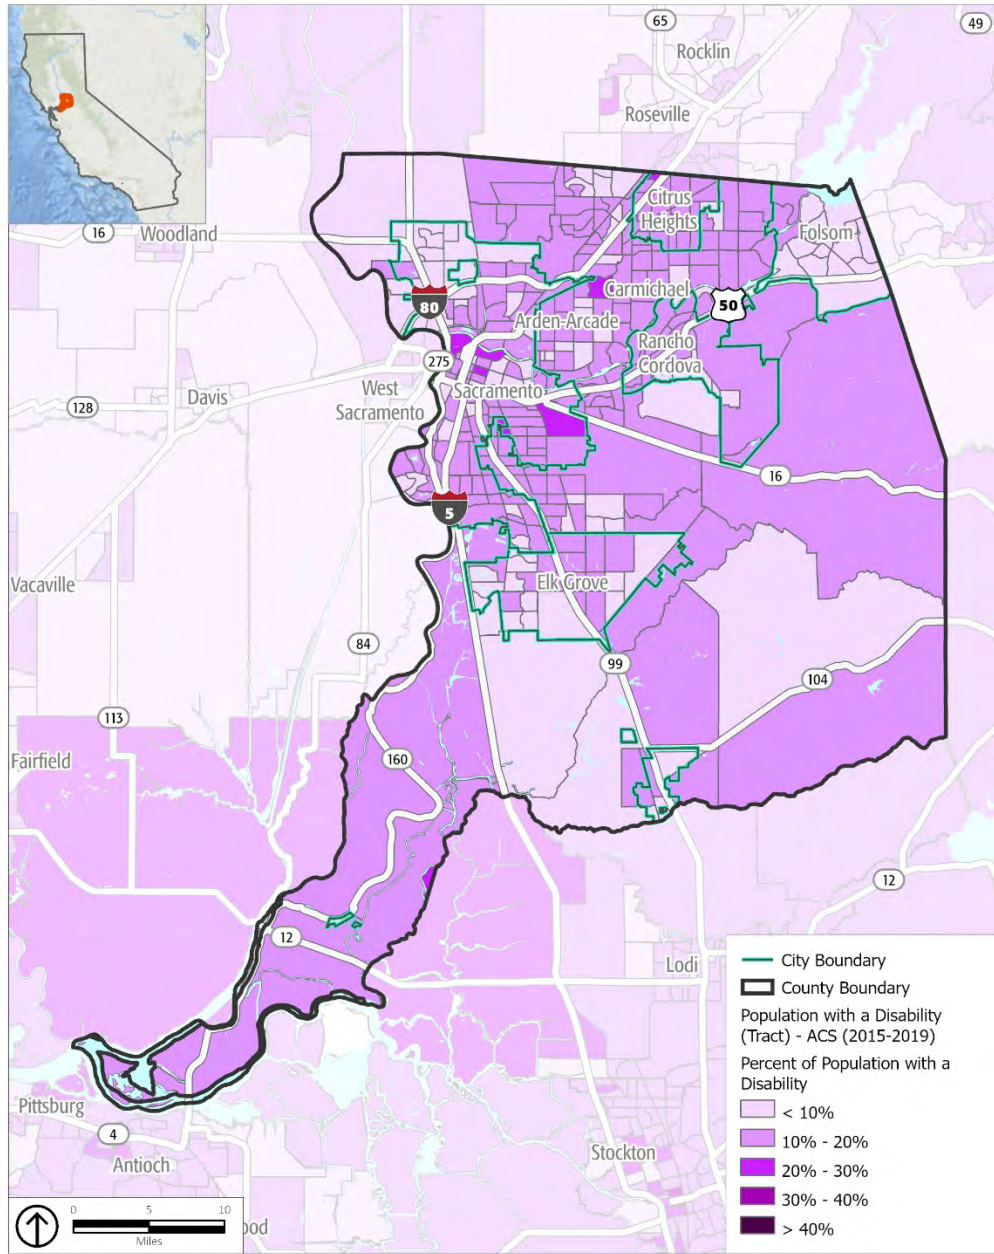 65
49
Rocklin
Roseville
16
Woodland
Citrus
Heights
Folsom
Carmichael
80
50
Arden-Arcade
Rancho
Cordova
275
128
Davis
West
Sacramento
Sacramento
16
5
Vacaville
Elk Grove
84
99
104
113
Fairfield
160
12
12
Lodi
Pittsburg
4
Antioch
Stockton
ood
City Boundary
County Boundary
Population with a Disability
(Tract) - ACS (2015-2019)
Percent of Population with a
Disability
< 10%
10% - 20%
20% - 30%
30% - 40%
> 40%
0 5 10
Miles